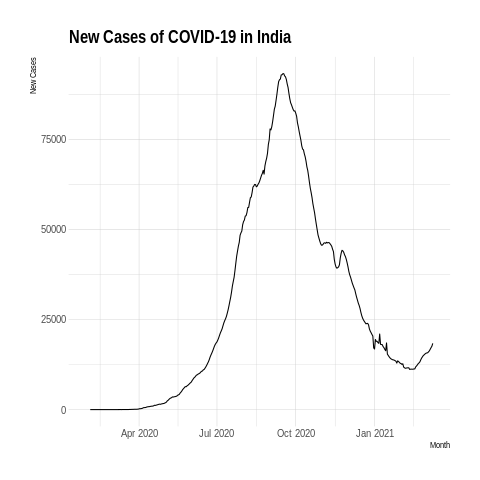 New Cases of COVID-19 in India
New Cases
75000
50000
25000
0
Apr 2020 Jul 2020 Oct 2020 Jan 2021
Month